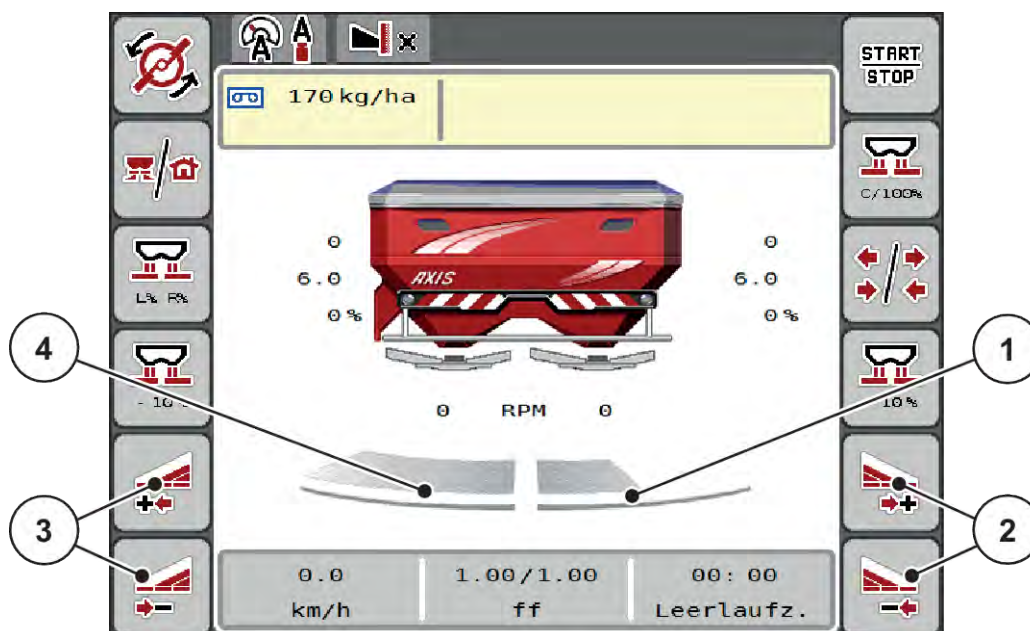 A A
START
STOP
170 kg/ha
C/100%
0 0
6.0 AXIS 6.0
L% R%
0% 0%
4
1
- 10%
10%
0 RPM 0
3
2
0.0 1.00/1.00 00:00
km/h ff Leerlaufz.